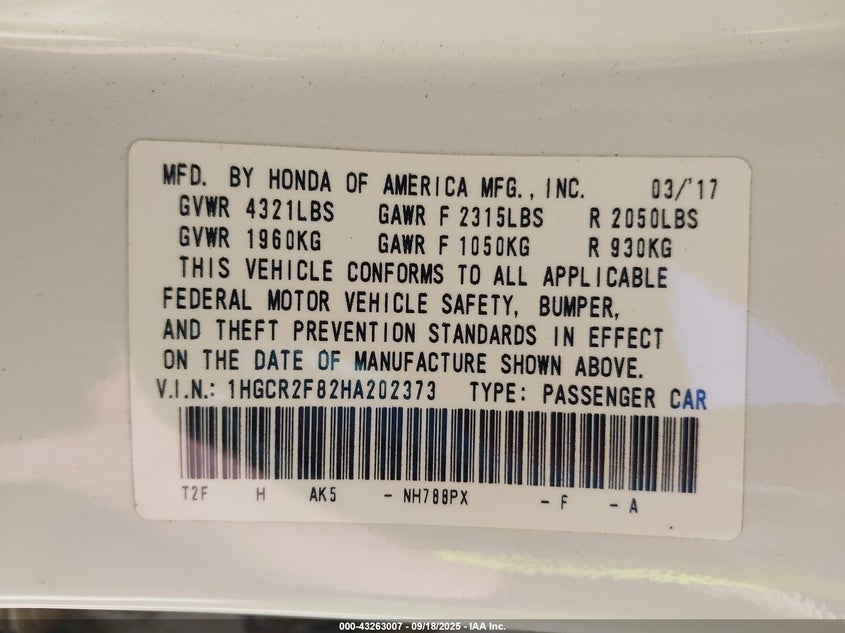 MFD. BY HONDA OF AMERICA MFG., INC. 03/'17
GVWR 4321LBS GAWR F 2315LBS R 2050LBS
GVWR 1960KG GAWR F 1050KG R 930KG
THIS VEHICLE CONFORMS TO ALL APPLICABLE
FEDERAL MOTOR VEHICLE SAFETY, BUMPER,
AND THEFT PREVENTION STANDARDS IN EFFECT
ON THE DATE OF MANUFACTURE SHOWN ABOVE.
V.I.N.: 1HGCR2F82HA202373 TYPE: PASSENGER CAR
T2F H AK5 - NH788PX - F - A
000-43263007 - 09/18/2025 - IAA Inc.